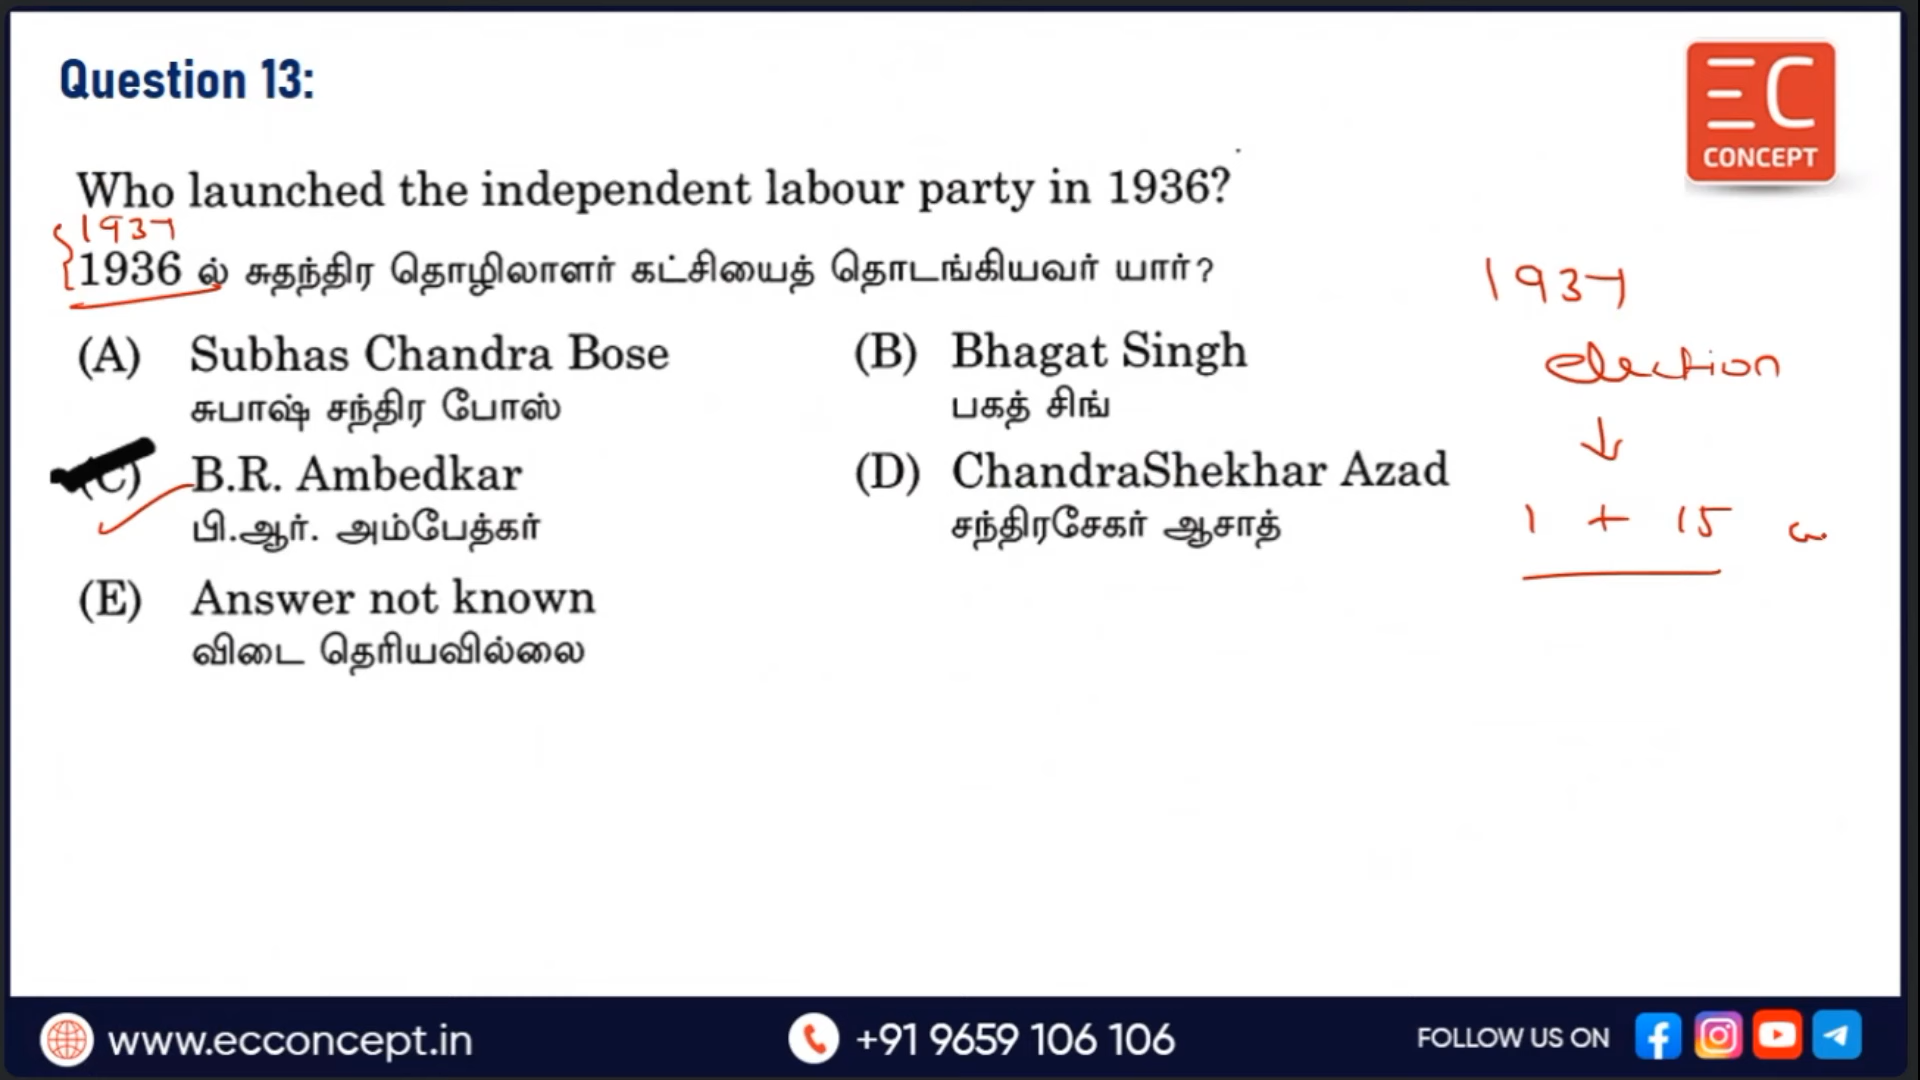 Question 13:
EC
CONCEPT
Who launched the independent labour party in 1936?
1937
1936 ல் சுதந்திர தொழிலாளர் கட்சியைத் தொடங்கியவர் யார்?
(A) Subhas Chandra Bose
சுபாஷ் சந்திர போஸ்
(B) Bhagat Singh
பகத் சிங்
(C) B.R. Ambedkar
பி.ஆர். அம்பேத்கர்
(D) ChandraShekhar Azad
சந்திரசேகர் ஆசாத்
(E) Answer not known
விடை தெரியவில்லை
1937
election
1 + 15
www.ecconcept.in
+91 9659 106 106
FOLLOW US ON